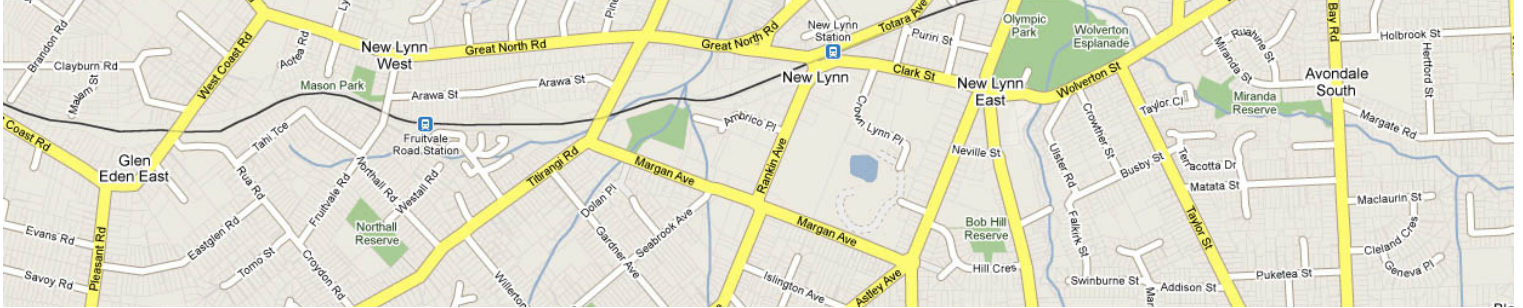 Brandon Rd
Clayburn Rd
Malam St
West Coast Rd
Aotea Rd
Great North Rd
New Lynn
West
Mason Park
Arawa St
Arawa St
Great North Rd
New Lynn
Station
New Lynn
Totara Ave
Purin St
Clark St
Olympic
Park
Wolverton
Esplanade
Wolverton St
New Lynn
East
Miranda St
Ruahine St
Bay Rd
Holbrook St
Hertford St
Avondale
South
Miranda
Reserve
Taylor Cl
Margate Rd
Coast Rd
Glen
Eden East
Tahi Tce
Rua Rd
Fruitvale
Road Station
Northall Rd
Westall Rd
Fruitvale Rd
Titirangi Rd
Ambrico Pl
Crown Lynn Pl
Rankin Ave
Margan Ave
Margan Ave
Neville St
Ulster Rd
Crowther St
Busby St
Terracotta Dr
Matata St
Maclaurin St
Evans Rd
Savoy Rd
Pleasant Rd
Eastglen Rd
Tomo St
Croydon Rd
Northall
Reserve
Dolan Pl
Gardner Ave
Seabrook Ave
Islington Ave
Astley Ave
Bob Hill
Reserve
Hill Cres
Falkirk St
Swinburne St
Addison St
Taylor St
Puketea St
Cleland Cres
Geneva Pl